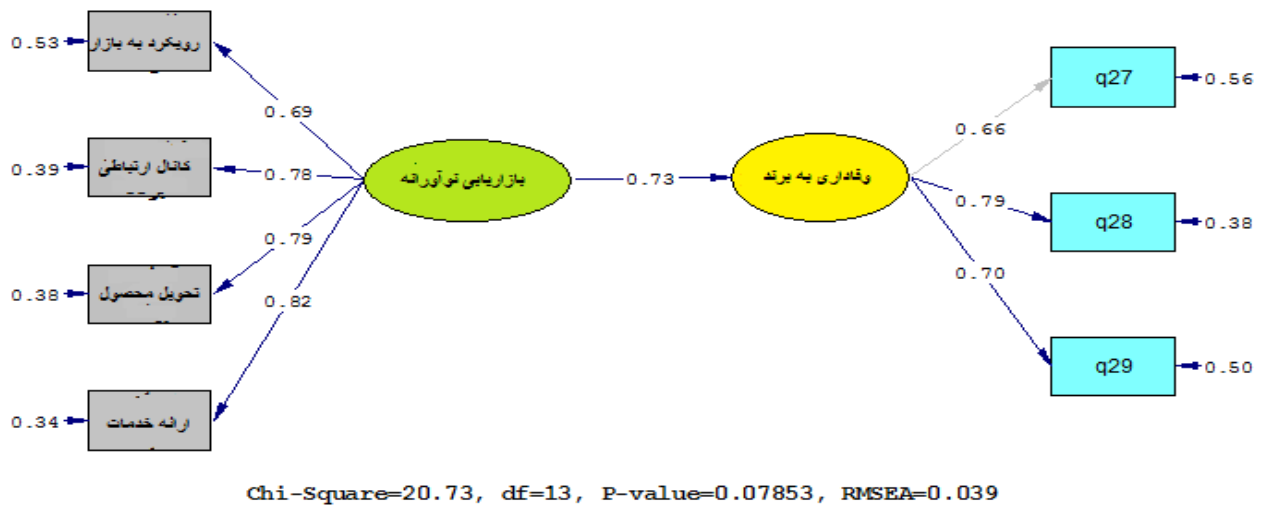 0.53
رویکرد به بازار
0.69
0.39
کانال ارتباطی
0.78
0.38
تحویل محصول
0.79
0.34
ارائه خدمات
0.82
بازاریابی نوآورانه
0.73
وفاداری به برند
0.66
q27
0.56
0.79
q28
0.38
0.70
q29
0.50
Chi-Square=20.73, df=13, P-value=0.07853, RMSEA=0.039